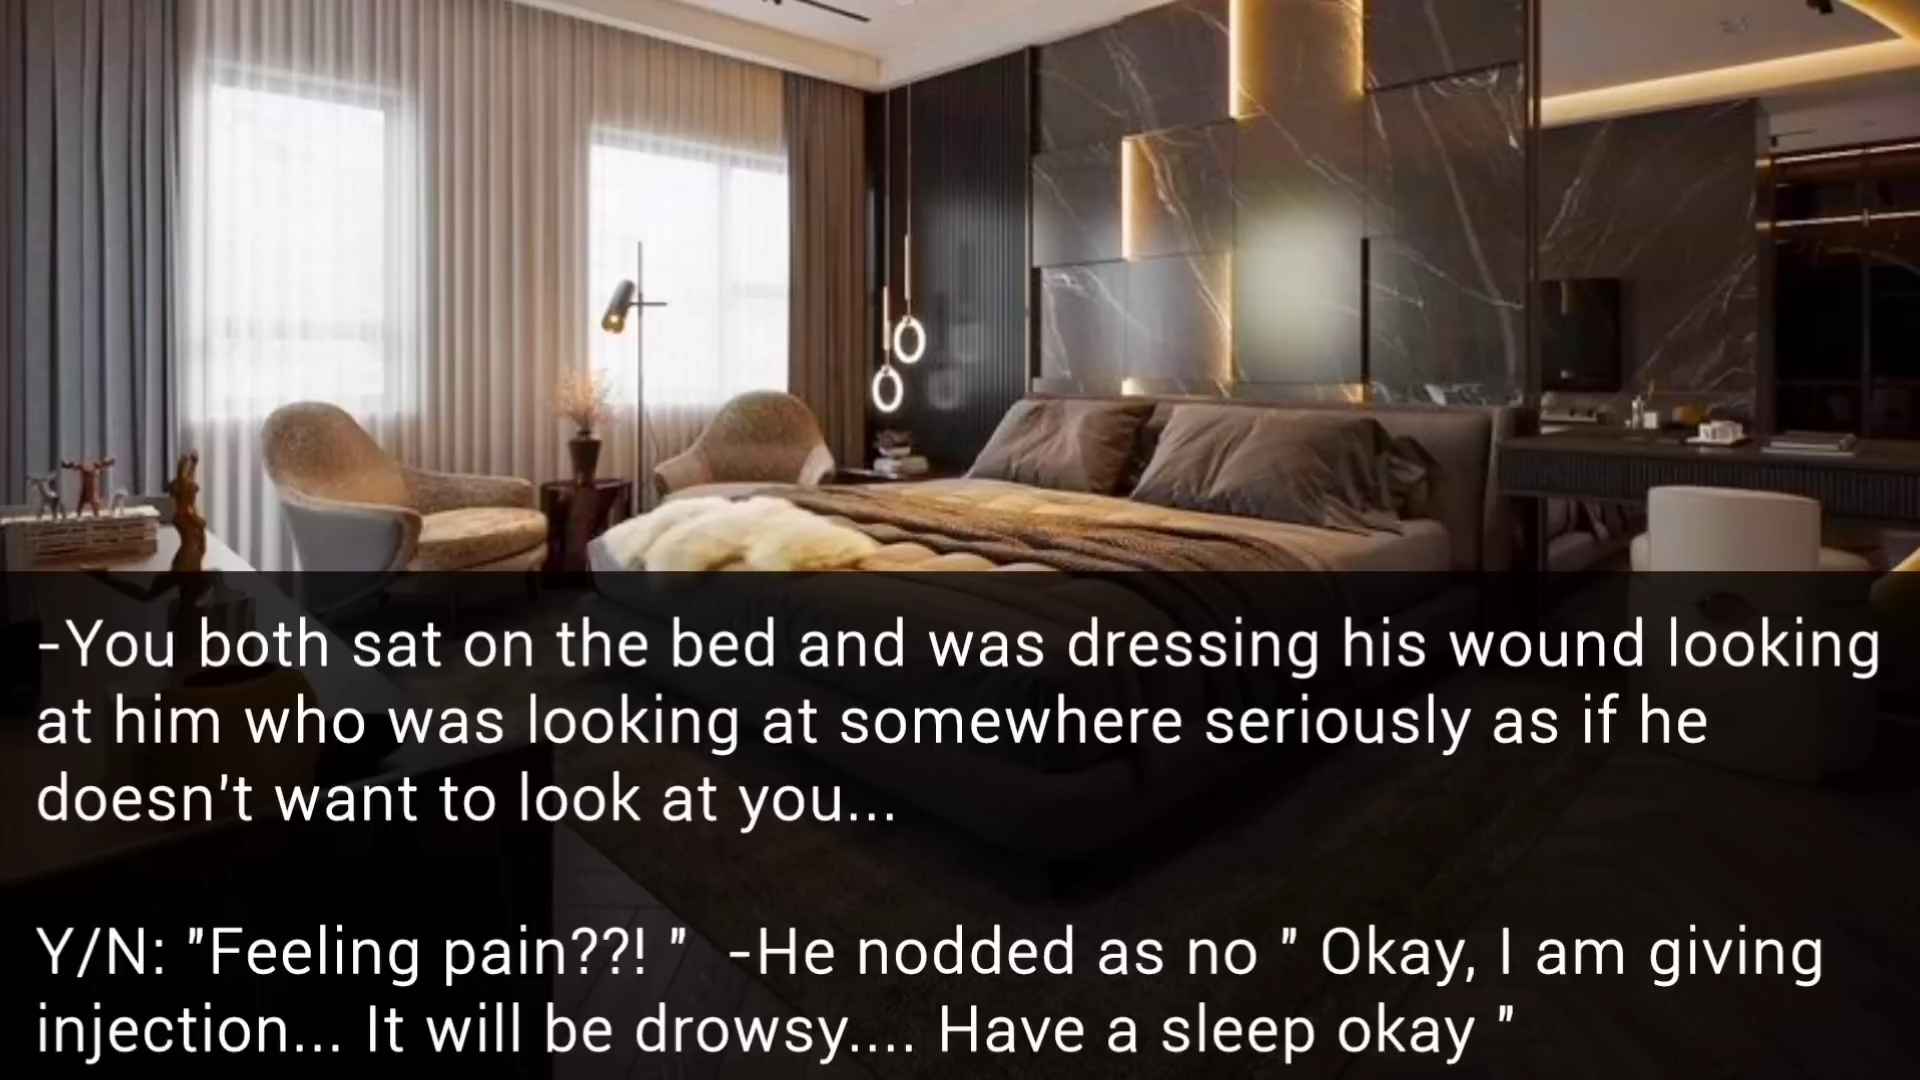 -You both sat on the bed and was dressing his wound looking
at him who was looking at somewhere seriously as if he
doesn't want to look at you...
Y/N: "Feeling pain??! "  -He nodded as no " Okay, I am giving
injection... It will be drowsy.... Have a sleep okay "